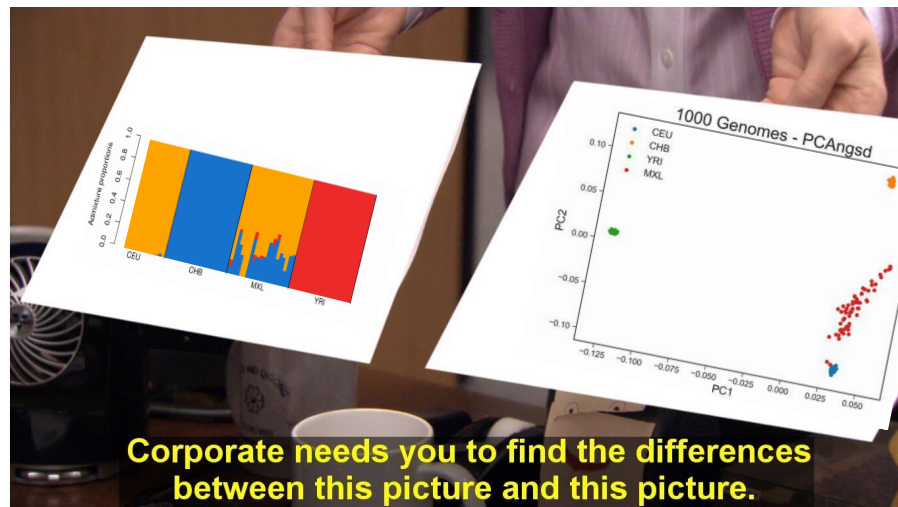 Admixture proportions
1.0
0.8
0.6
0.4
0.2
0.0
CEU
CHB
MXL
YRI
1000 Genomes - PCAngsd
CEU
CHB
YRI
MXL
PC2
0.10
0.05
0.00
−0.05
−0.10
−0.125
−0.100
−0.075
−0.050
−0.025
0.000
0.025
0.050
PC1
Corporate needs you to find the differences
between this picture and this picture.